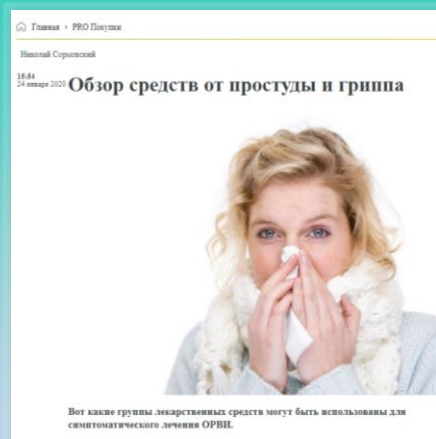 Главная • PRO Покупки
Николай Сорновский
18:54
24 января 2020
Обзор средств от простуды и гриппа
Вот какие группы лекарственных средств могут быть использованы для
симптоматического лечения ОРВИ.